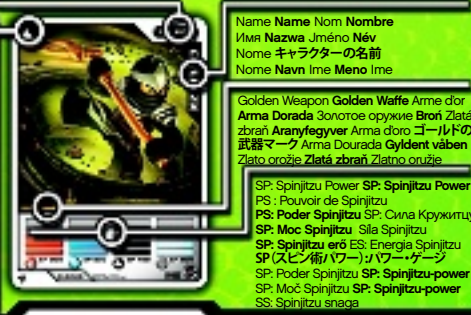 Name Name Nom Nombre
Имя Nazwa Jméno Név
Nome キャラクターの名前
Nome Navn Ime Meno Ime
Golden Weapon Golden Waffe Arme d'or
Arma Dorada Золотое оружие Broń Zlatá
zbraň Aranyfegyver Arma d'oro ゴールドの
武器マーク Arma Dourada Gyldent våben
Zlato orožje Zlatá zbraň Zlatno oružje
SP: Spinjitzu Power SP: Spinjitzu Power
PS : Pouvoir de Spinjitzu
PS: Poder Spinjitzu SP: Сила Кружитцу
SP: Moc Spinjitzu Síla Spinjitzu
SP: Spinjitzu erő ES: Energia Spinjitzu
SP(スピン術パワー):パワー・ゲージ
SP: Poder Spinjitzu SP: Spinjitzu-power
SP: Moč Spinjitzu SP: Spinjitzu-power
SS: Spinjitzu snaga